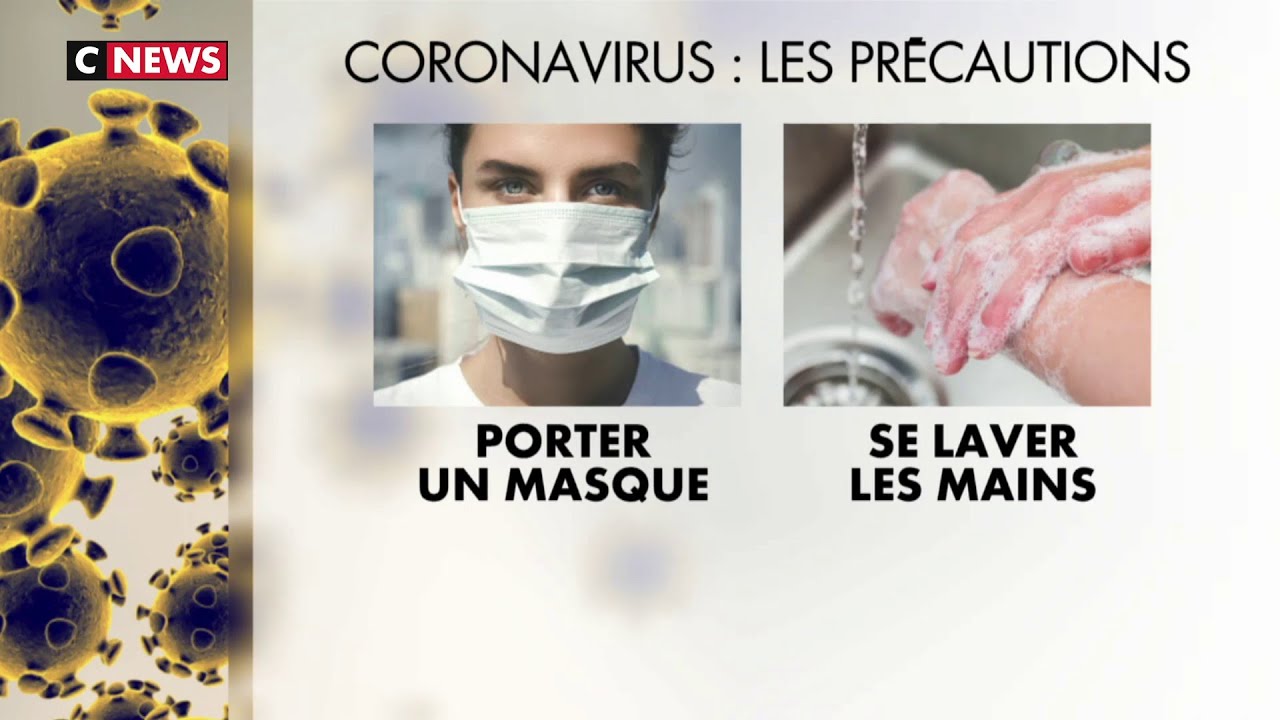 CNEWS
CORONAVIRUS : LES PRÉCAUTIONS
PORTER
UN MASQUE
SE LAVER
LES MAINS